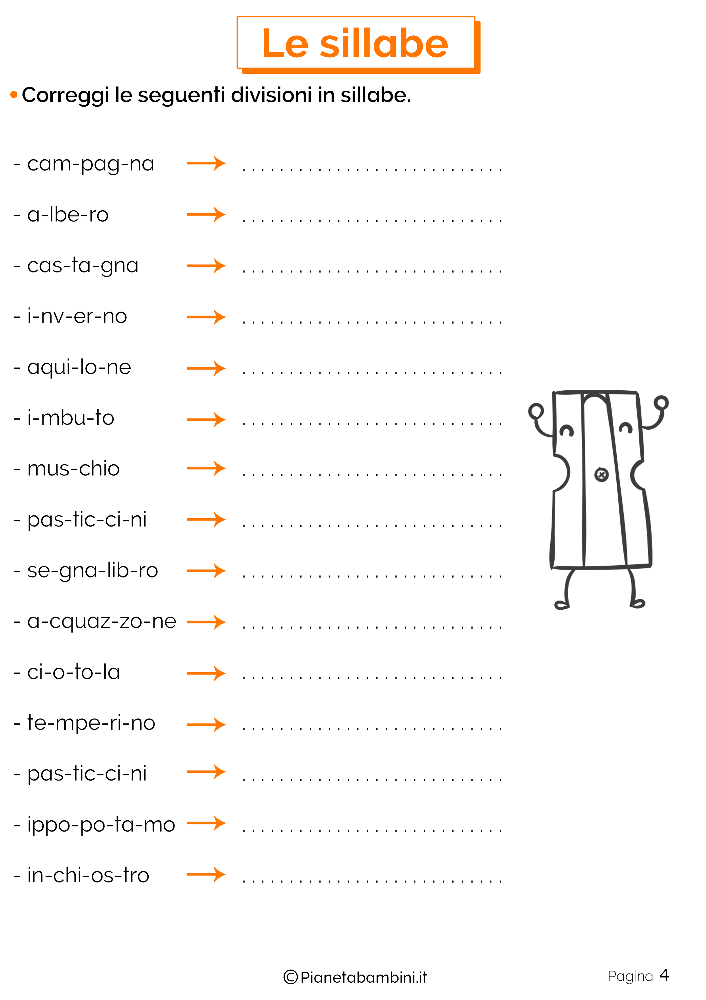 Le sillabe
• Correggi le seguenti divisioni in sillabe.
- cam-pag-na → . . . . . . . . . . . . . . . . . . . . . . . . . . . .
- a-lbe-ro → . . . . . . . . . . . . . . . . . . . . . . . . . . . .
- cas-ta-gna → . . . . . . . . . . . . . . . . . . . . . . . . . . . .
- i-nv-er-no → . . . . . . . . . . . . . . . . . . . . . . . . . . . .
- aqui-lo-ne → . . . . . . . . . . . . . . . . . . . . . . . . . . . .
- i-mbu-to → . . . . . . . . . . . . . . . . . . . . . . . . . . . .
- mus-chio → . . . . . . . . . . . . . . . . . . . . . . . . . . . .
- pas-tic-ci-ni → . . . . . . . . . . . . . . . . . . . . . . . . . . . .
- se-gna-lib-ro → . . . . . . . . . . . . . . . . . . . . . . . . . . . .
- a-cquaz-zo-ne → . . . . . . . . . . . . . . . . . . . . . . . . . . . .
- ci-o-to-la → . . . . . . . . . . . . . . . . . . . . . . . . . . . .
- te-mpe-ri-no → . . . . . . . . . . . . . . . . . . . . . . . . . . . .
- pas-tic-ci-ni → . . . . . . . . . . . . . . . . . . . . . . . . . . . .
- ippo-po-ta-mo → . . . . . . . . . . . . . . . . . . . . . . . . . . . .
- in-chi-os-tro → . . . . . . . . . . . . . . . . . . . . . . . . . . . .
©Pianetabambini.it
Pagina 4